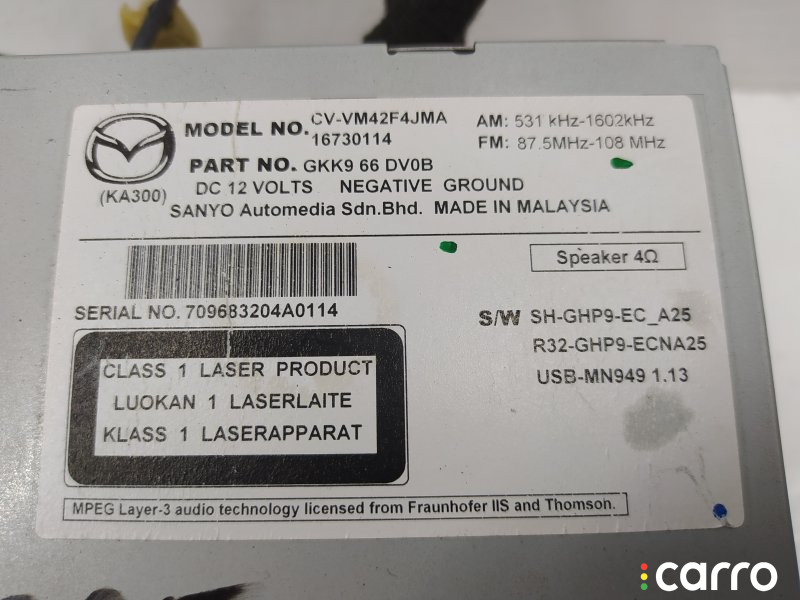 MODEL NO. CV-VM42F4JMA
16730114
AM: 531 kHz-1602kHz
FM: 87.5MHz-108 MHz
(KA300)
PART NO. GKK9 66 DV0B
DC 12 VOLTS NEGATIVE GROUND
SANYO Automedia Sdn.Bhd. MADE IN MALAYSIA
Speaker 4Ω
SERIAL NO. 709683204A0114
S/W SH-GHP9-EC_A25
R32-GHP9-ECNA25
USB-MN949 1.13
CLASS 1 LASER PRODUCT
LUOKAN 1 LASERLAITE
KLASS 1 LASERAPPARAT
MPEG Layer-3 audio technology licensed from Fraunhofer IIS and Thomson.
carro